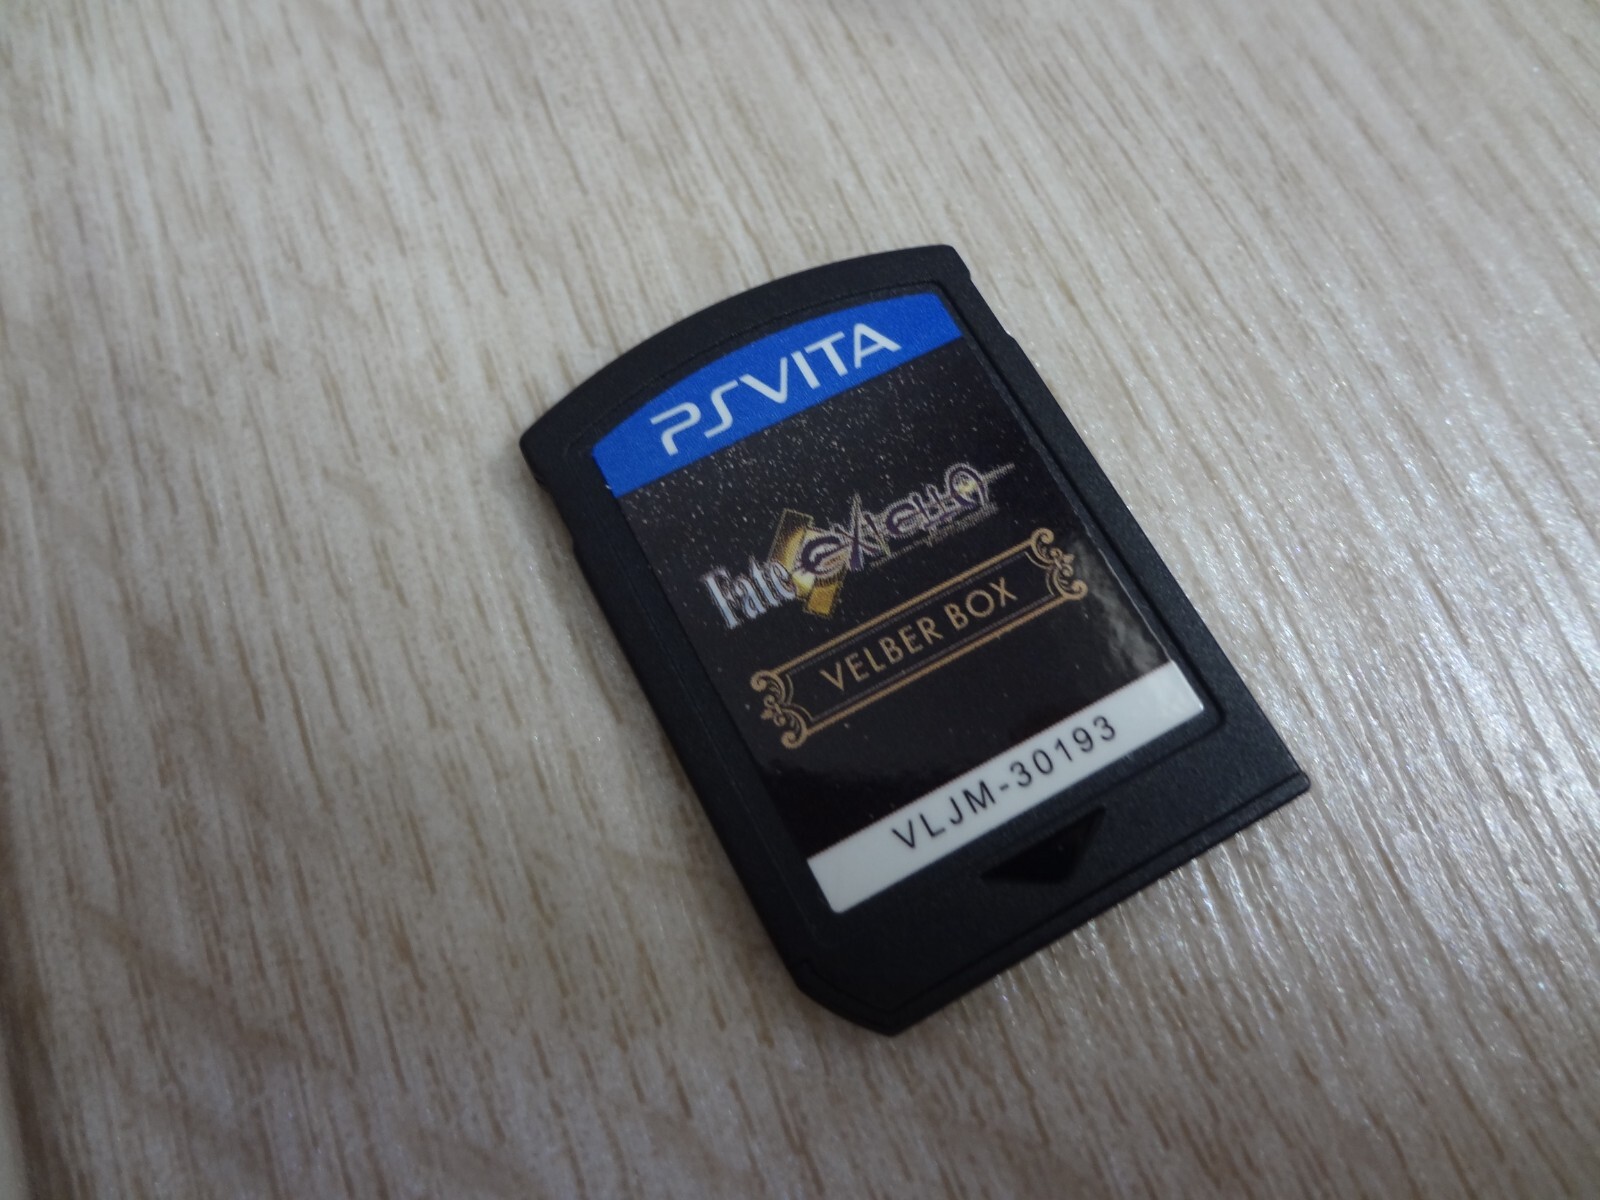 PSVITA
Fate EXTELLA
VELBER BOX
VLJM-30193